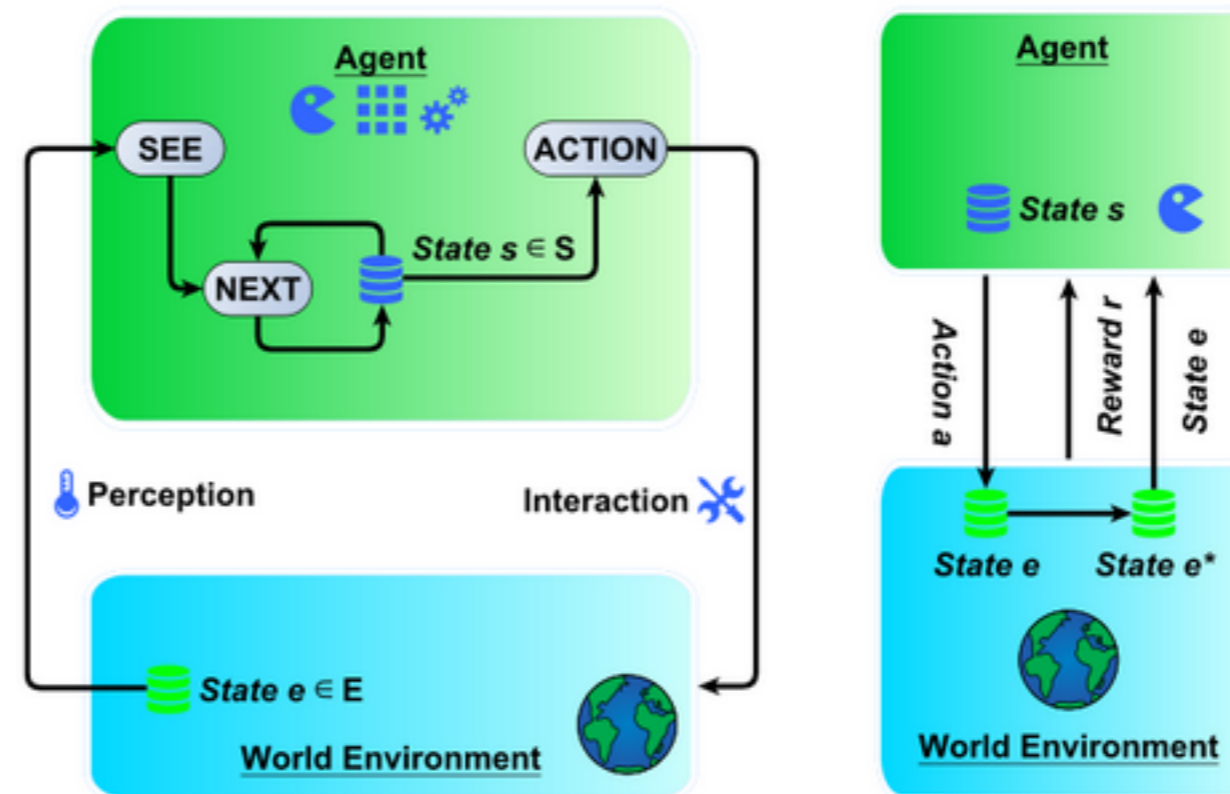 Agent
SEE
ACTION
State s ∈ S
NEXT
Perception
Interaction
State e ∈ E
World Environment
Agent
State s
Action a
Reward r
State e
State e
State e*
World Environment